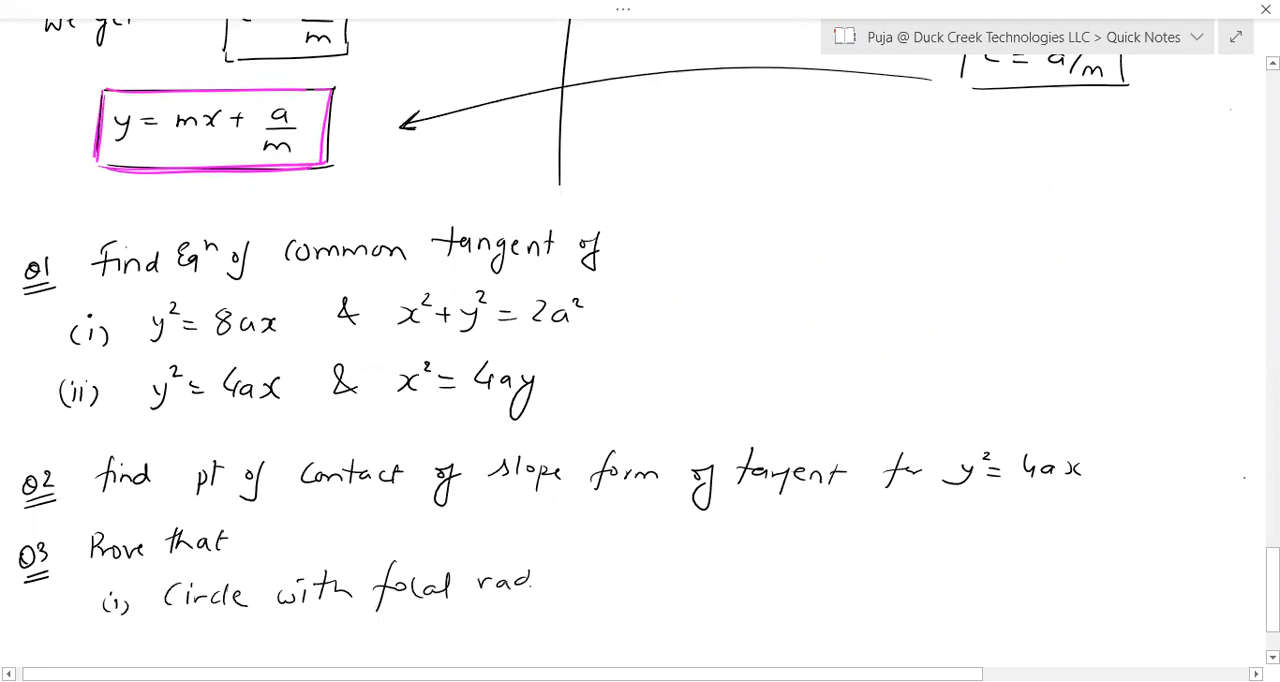 ...
We get
m
Puja @ Duck Creek Technologies LLC > Quick Notes
c = a/m
y = mx + a/m
Q1 Find Eqⁿ of common tangent of
(i) y² = 8ax & x² + y² = 2a²
(ii) y² = 4ax & x² = 4ay
Q2 find pt of contact of slope form of tangent for y² = 4ax
Q3 Prove that
(i) Circle with focal rad.